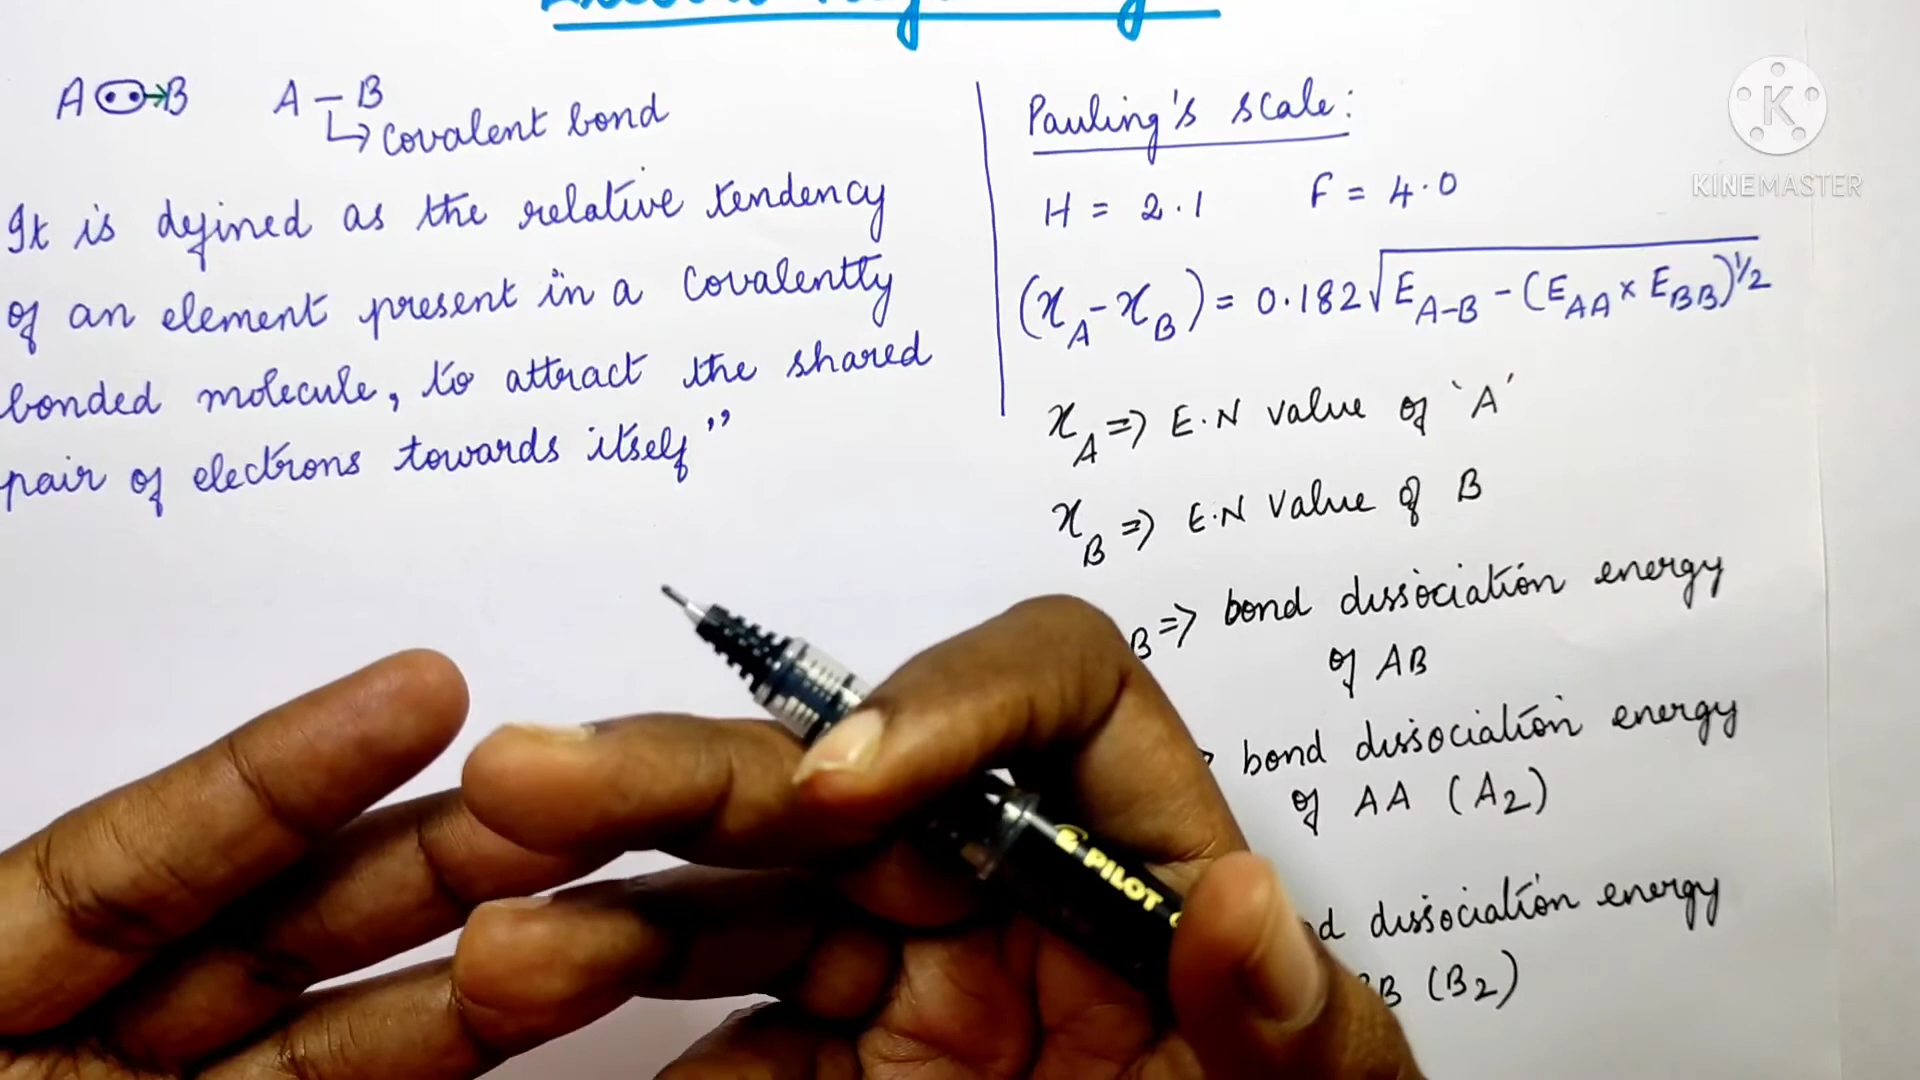 A B A – B
↳ Covalent bond
It is defined as the relative tendency
of an element present in a covalently
bonded molecule, to attract the shared
pair of electrons towards itself”
Pauling's scale:
H = 2.1 F = 4.0
(x_A - x_B) = 0.182√E_A-B - (E_AA × E_BB)^1/2
x_A => E.N value of 'A'
x_B => E.N value of B
B => bond dissociation energy
of AB
bond dissociation energy
of AA (A2)
dissociation energy
B (B2)
PILOT
K
KINEMASTER